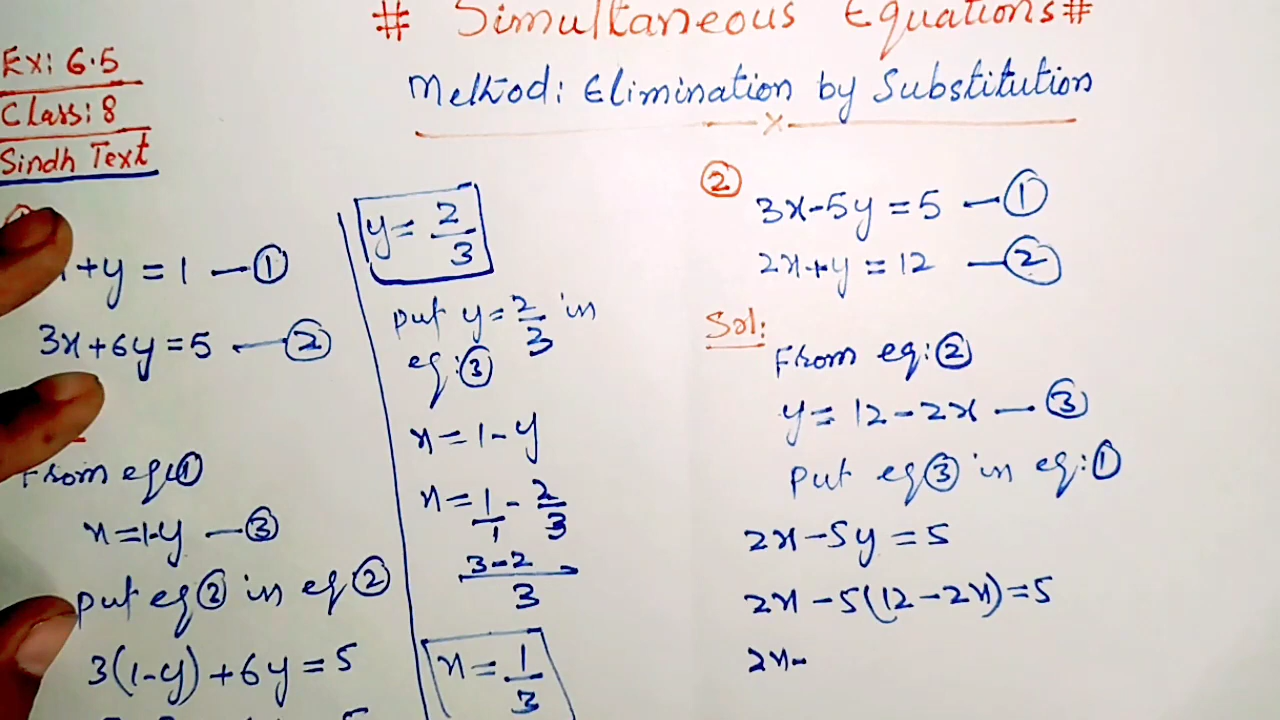 # Simultaneous Equations #
Method: Elimination by Substitution
Ex: 6.5
Class: 8
Sindh Text
+y = 1 — ①
3x+6y=5 — ②
From eq: ①
x=1-y — ③
put eq ③ in eq ②
3(1-y)+6y=5
y= 2/3
put y= 2/3 in
eq: ③
x=1-y
x= 1/1 - 2/3
3-2/3
x= 1/3
②
3x-5y=5 — ①
2x+y=12 — ②
Sol:
From eq: ②
y= 12-2x — ③
Put eq ③ in eq: ①
2x-5y=5
2x-5(12-2x)=5
2x-